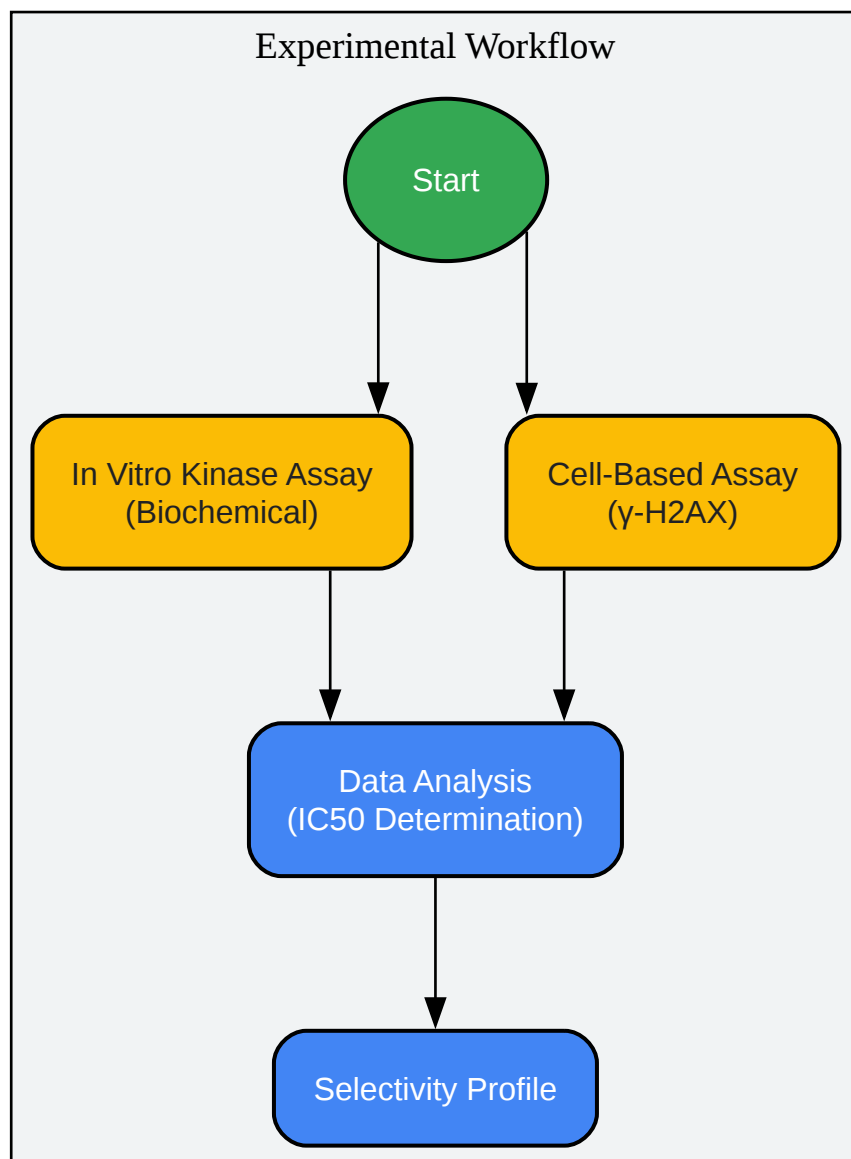 Experimental Workflow
Start
In Vitro Kinase Assay
(Biochemical)
Cell-Based Assay
(γ-H2AX)
Data Analysis
(IC50 Determination)
Selectivity Profile